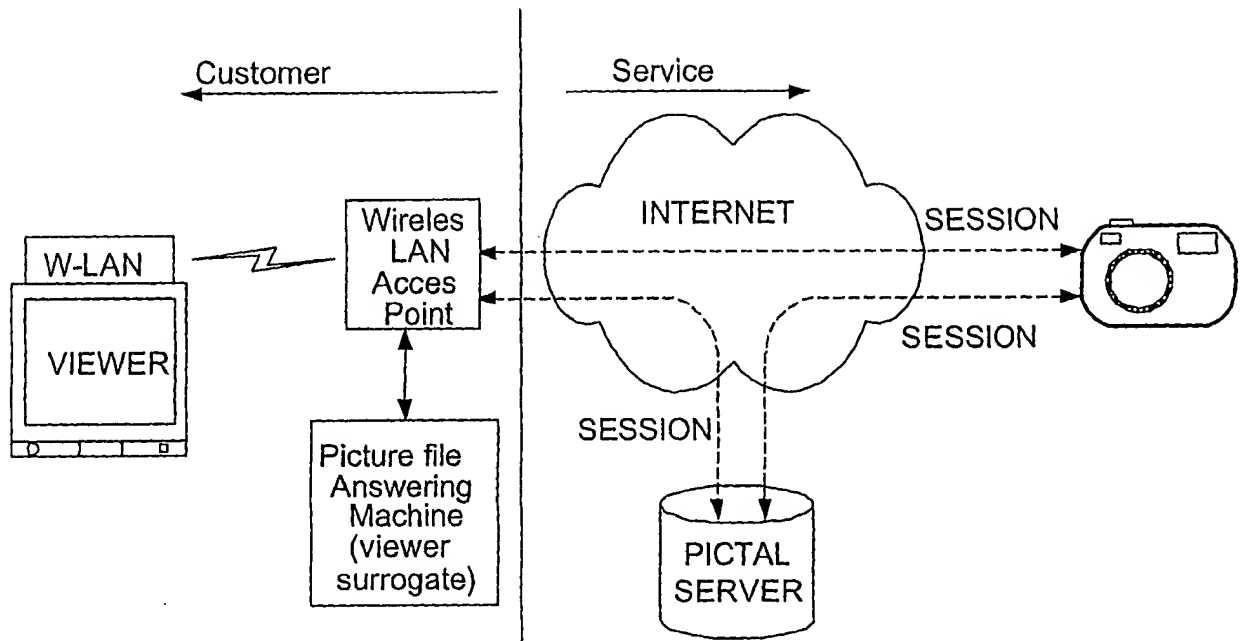 Customer
Service
INTERNET
SESSION
SESSION
SESSION
W-LAN
VIEWER
Wireles
LAN
Acces
Point
Picture file
Answering
Machine
(viewer
surrogate)
PICTAL
SERVER